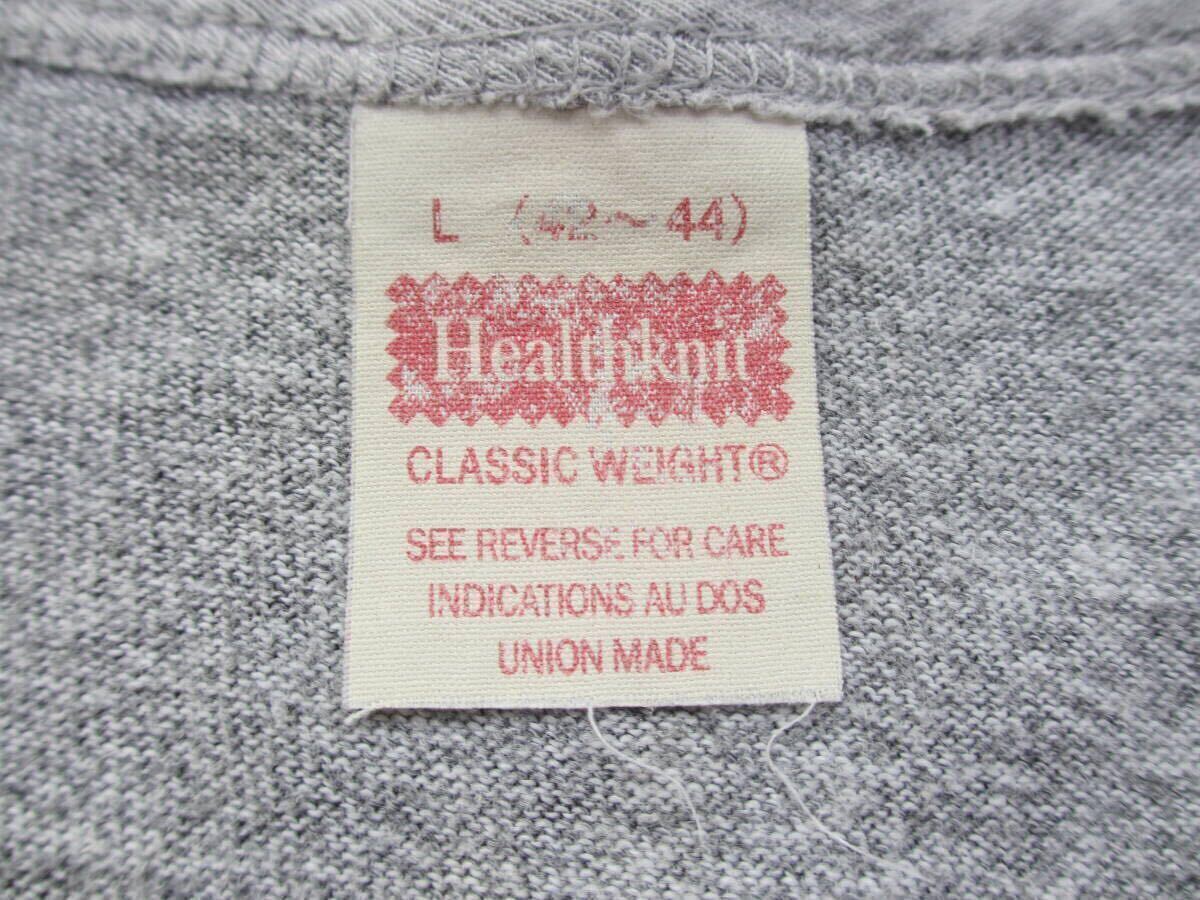 L (42~44)
Healthknit
CLASSIC WEIGHT®
SEE REVERSE FOR CARE
INDICATIONS AU DOS
UNION MADE